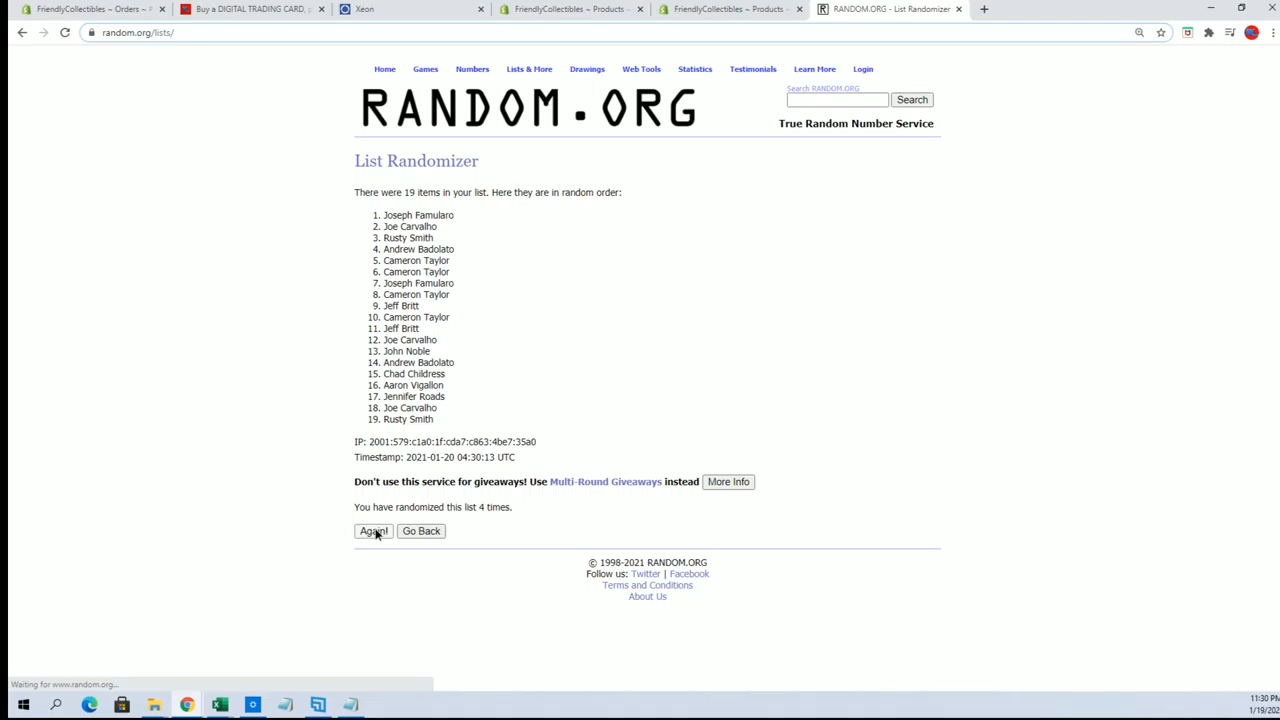 FriendlyCollectibles ~ Orders ~
Buy a DIGITAL TRADING CARD, p
Xeon
FriendlyCollectibles ~ Products ~
FriendlyCollectibles ~ Products ~
RANDOM.ORG - List Randomizer
random.org/lists/
Home Games Numbers Lists & More Drawings Web Tools Statistics Testimonials Learn More Login
RANDOM.ORG
Search RANDOM.ORG
Search
True Random Number Service
List Randomizer
There were 19 items in your list. Here they are in random order:
1. Joseph Famularo
2. Joe Carvalho
3. Rusty Smith
4. Andrew Badolato
5. Cameron Taylor
6. Cameron Taylor
7. Joseph Famularo
8. Cameron Taylor
9. Jeff Britt
10. Cameron Taylor
11. Jeff Britt
12. Joe Carvalho
13. John Noble
14. Andrew Badolato
15. Chad Childress
16. Aaron Vigallon
17. Jennifer Roads
18. Joe Carvalho
19. Rusty Smith
IP: 2001:579:c1a0:1f:cda7:c863:4be7:35a0
Timestamp: 2021-01-20 04:30:13 UTC
Don't use this service for giveaways! Use Multi-Round Giveaways instead More Info
You have randomized this list 4 times.
Again! Go Back
© 1998-2021 RANDOM.ORG
Follow us: Twitter | Facebook
Terms and Conditions
About Us
Waiting for www.random.org...
11:30 PM
1/19/202